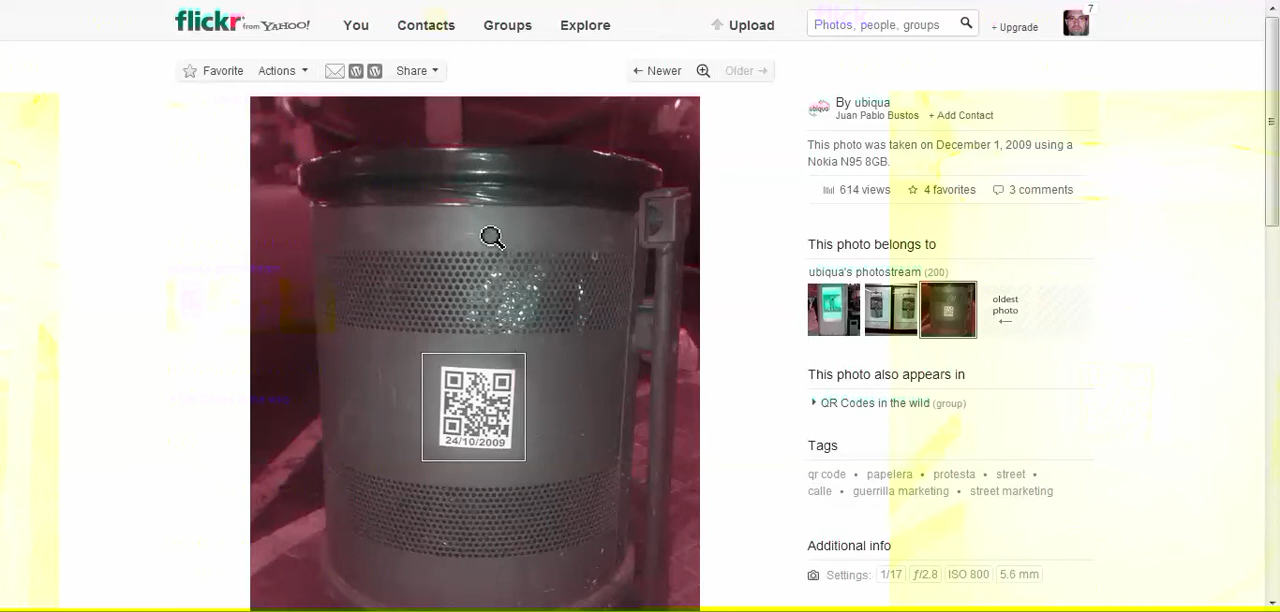 flickr from YAHOO!
You Contacts Groups Explore Upload
Photos, people, groups
+ Upgrade
7
Favorite Actions Share
← Newer Older →
By ubiqua
Juan Pablo Bustos + Add Contact
This photo was taken on December 1, 2009 using a
Nokia N95 8GB.
614 views 4 favorites 3 comments
This photo belongs to
ubiqua's photostream (200)
oldest
photo
←
This photo also appears in
QR Codes in the wild (group)
Tags
qr code • papelera • protesta • street •
calle • guerrilla marketing • street marketing
Additional info
Settings: 1/17 ƒ/2.8 ISO 800 5.6 mm
24/10/2009